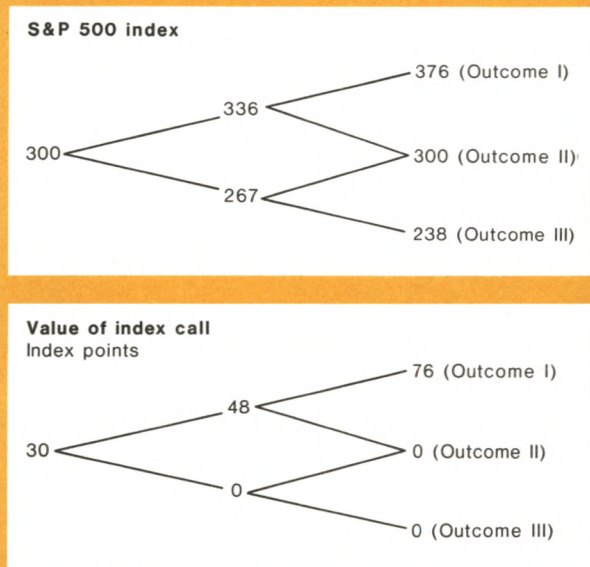 S&P 500 index
376 (Outcome I)
336
300
300 (Outcome II)
267
238 (Outcome III)
Value of index call
Index points
76 (Outcome I)
48
30
0 (Outcome II)
0
0 (Outcome III)